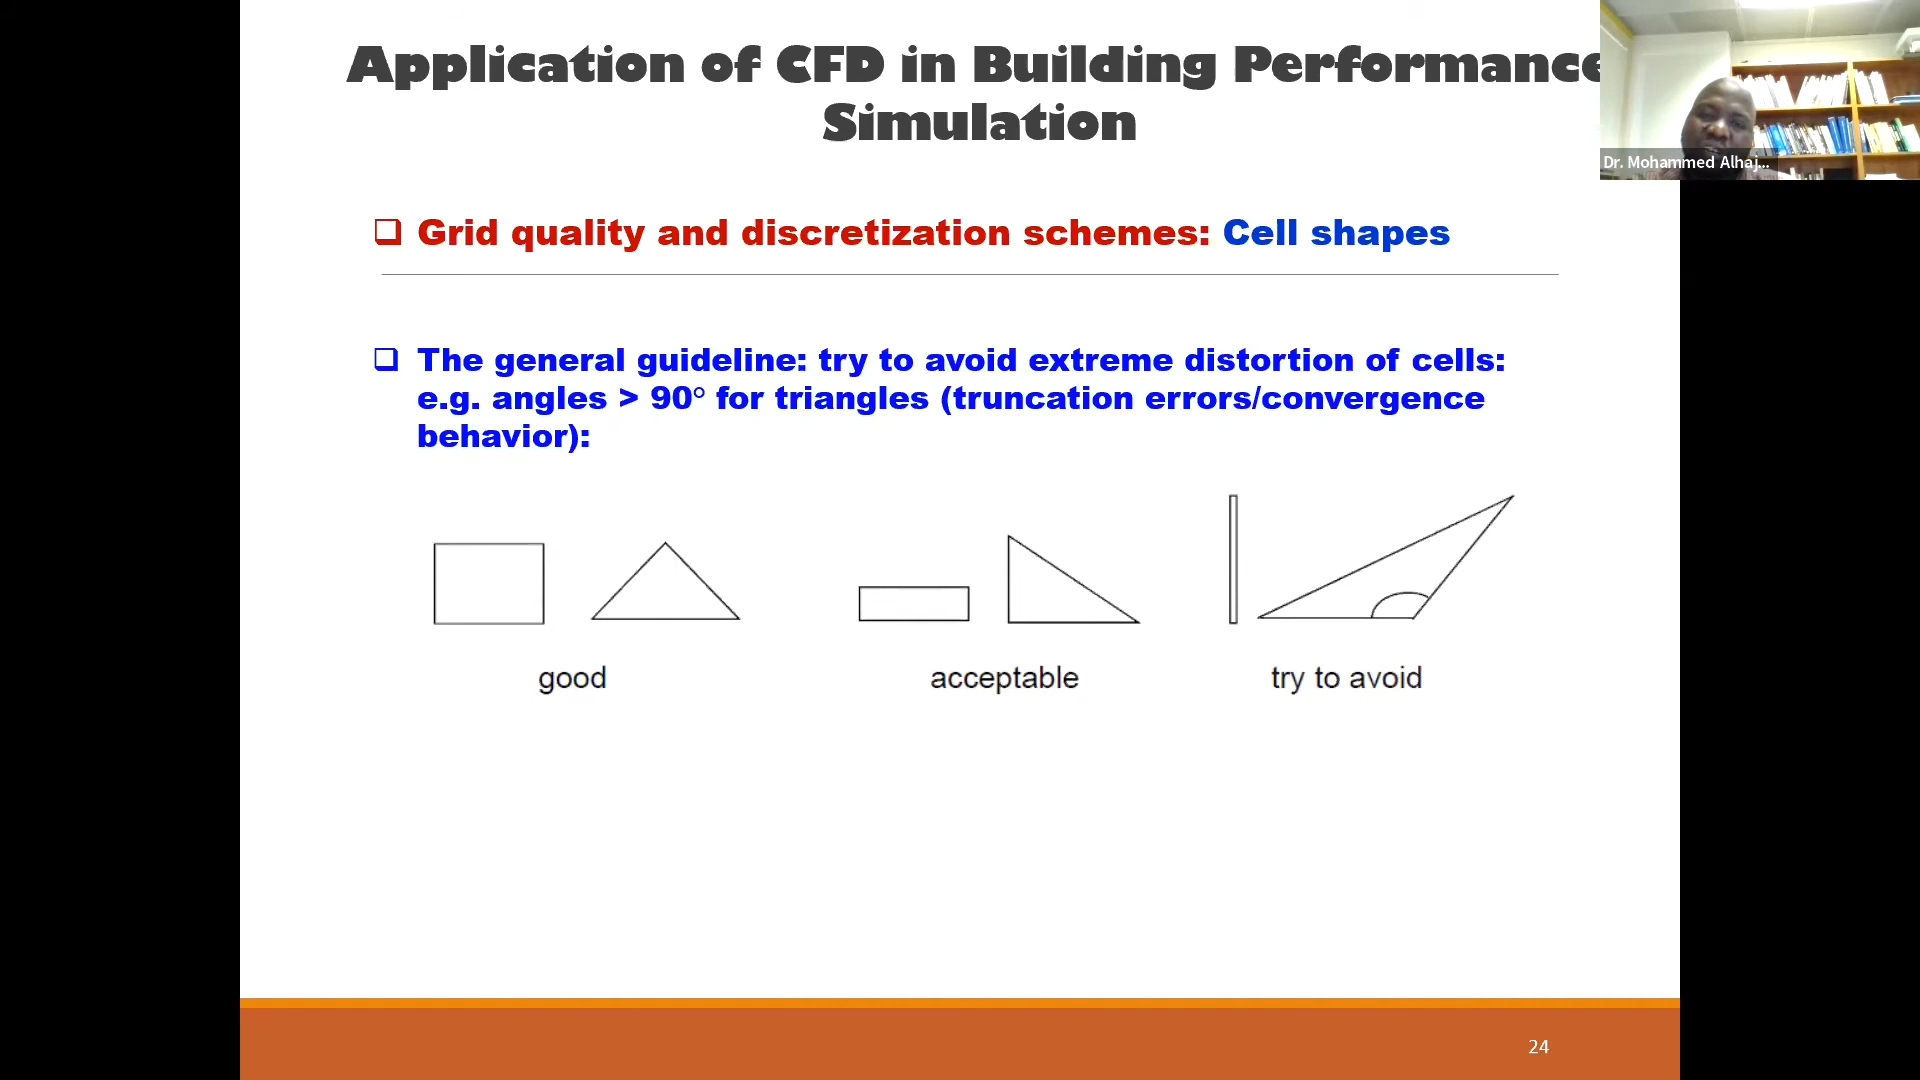 Application of CFD in Building Performance
Simulation
Dr. Mohammed Alhaj...
Grid quality and discretization schemes: Cell shapes
The general guideline: try to avoid extreme distortion of cells:
e.g. angles > 90° for triangles (truncation errors/convergence
behavior):
good acceptable try to avoid
24